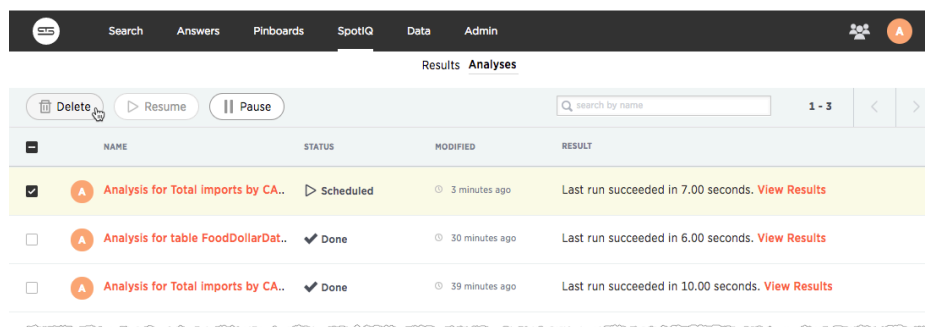 Search Answers Pinboards SpotIQ Data Admin A
Results Analyses
Delete Resume Pause search by name 1 - 3
NAME STATUS MODIFIED RESULT
A Analysis for Total imports by CA.. Scheduled 3 minutes ago Last run succeeded in 7.00 seconds. View Results
A Analysis for table FoodDollarDat.. Done 30 minutes ago Last run succeeded in 6.00 seconds. View Results
A Analysis for Total imports by CA.. Done 39 minutes ago Last run succeeded in 10.00 seconds. View Results